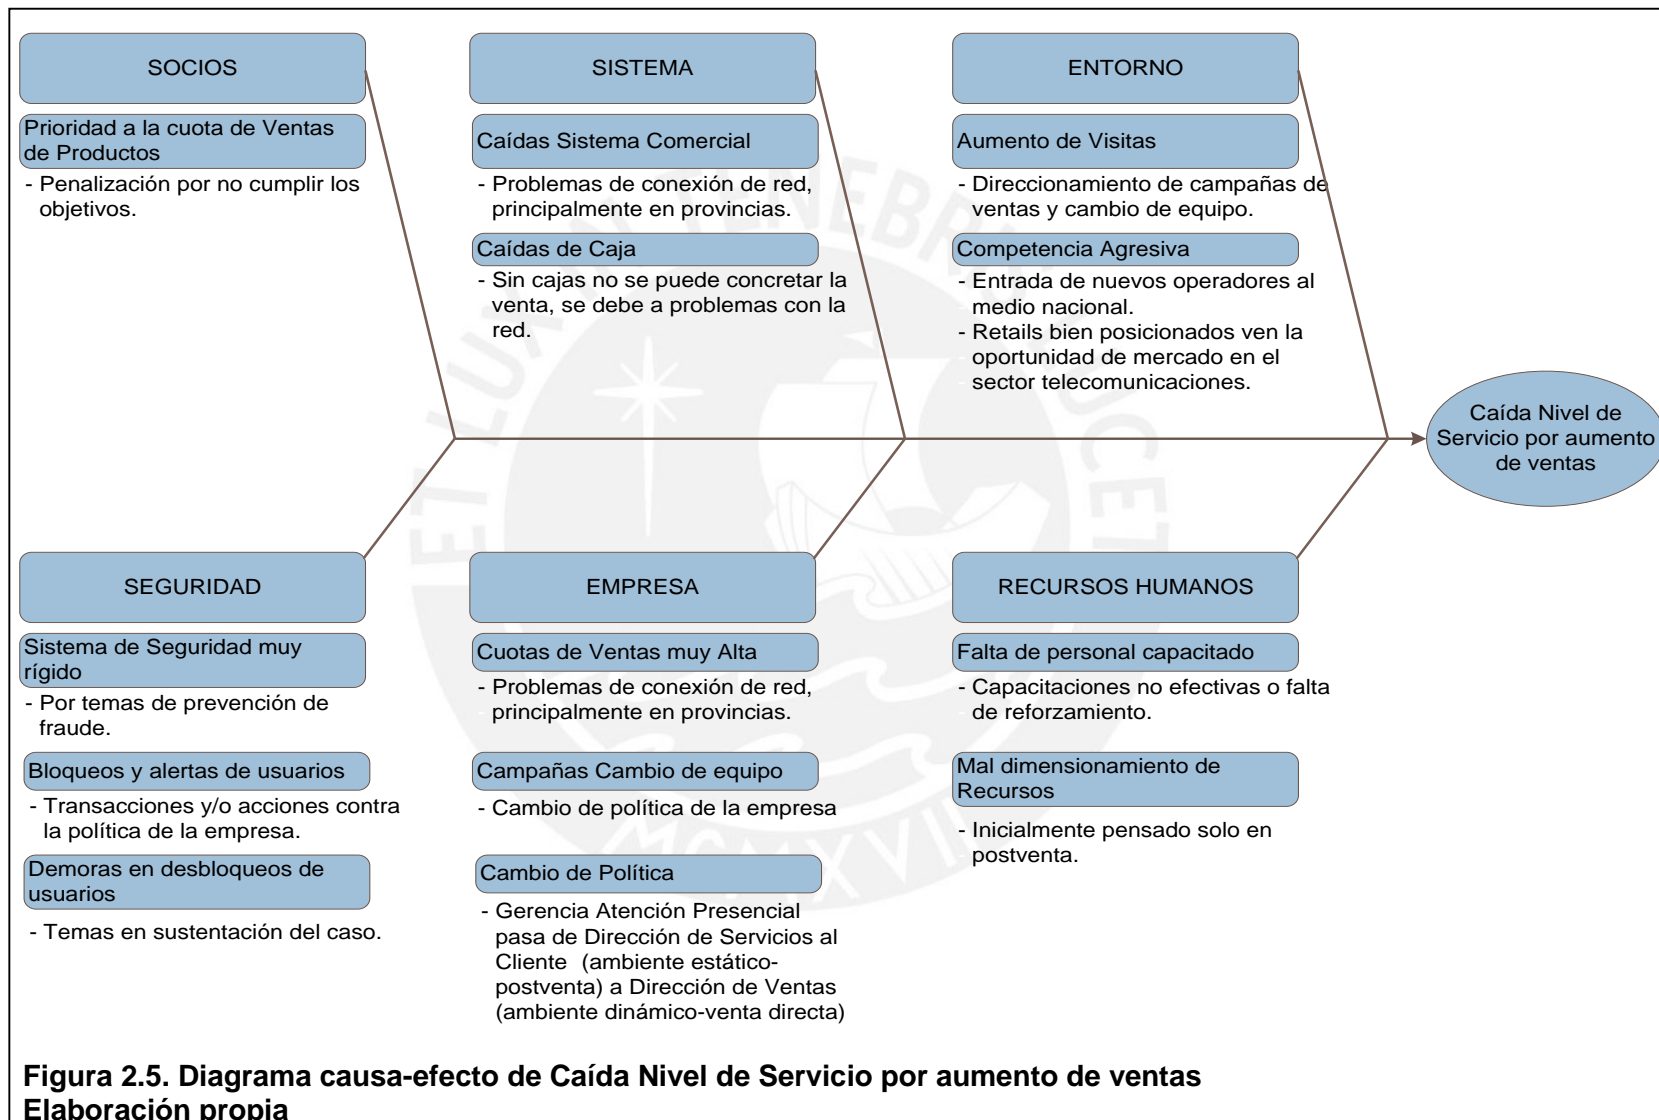 SOCIOS
Prioridad a la cuota de Ventas
de Productos
- Penalización por no cumplir los
objetivos.
SISTEMA
Caídas Sistema Comercial
- Problemas de conexión de red,
principalmente en provincias.
Caídas de Caja
- Sin cajas no se puede concretar la
venta, se debe a problemas con la
red.
ENTORNO
Aumento de Visitas
- Direccionamiento de campañas de
ventas y cambio de equipo.
Competencia Agresiva
- Entrada de nuevos operadores al
medio nacional.
- Retails bien posicionados ven la
oportunidad de mercado en el
sector telecomunicaciones.
Caída Nivel de
Servicio por aumento
de ventas
SEGURIDAD
Sistema de Seguridad muy
rígido
- Por temas de prevención de
fraude.
Bloqueos y alertas de usuarios
- Transacciones y/o acciones contra
la política de la empresa.
Demoras en desbloqueos de
usuarios
- Temas en sustentación del caso.
EMPRESA
Cuotas de Ventas muy Alta
- Problemas de conexión de red,
principalmente en provincias.
Campañas Cambio de equipo
- Cambio de política de la empresa
Cambio de Política
- Gerencia Atención Presencial
pasa de Dirección de Servicios al
Cliente (ambiente estático-
postventa) a Dirección de Ventas
(ambiente dinámico-venta directa)
RECURSOS HUMANOS
Falta de personal capacitado
- Capacitaciones no efectivas o falta
de reforzamiento.
Mal dimensionamiento de
Recursos
- Inicialmente pensado solo en
postventa.
ET LUX IN TENEBRIS LUCET
MCMXVII
Figura 2.5. Diagrama causa-efecto de Caída Nivel de Servicio por aumento de ventas
Elaboración propia